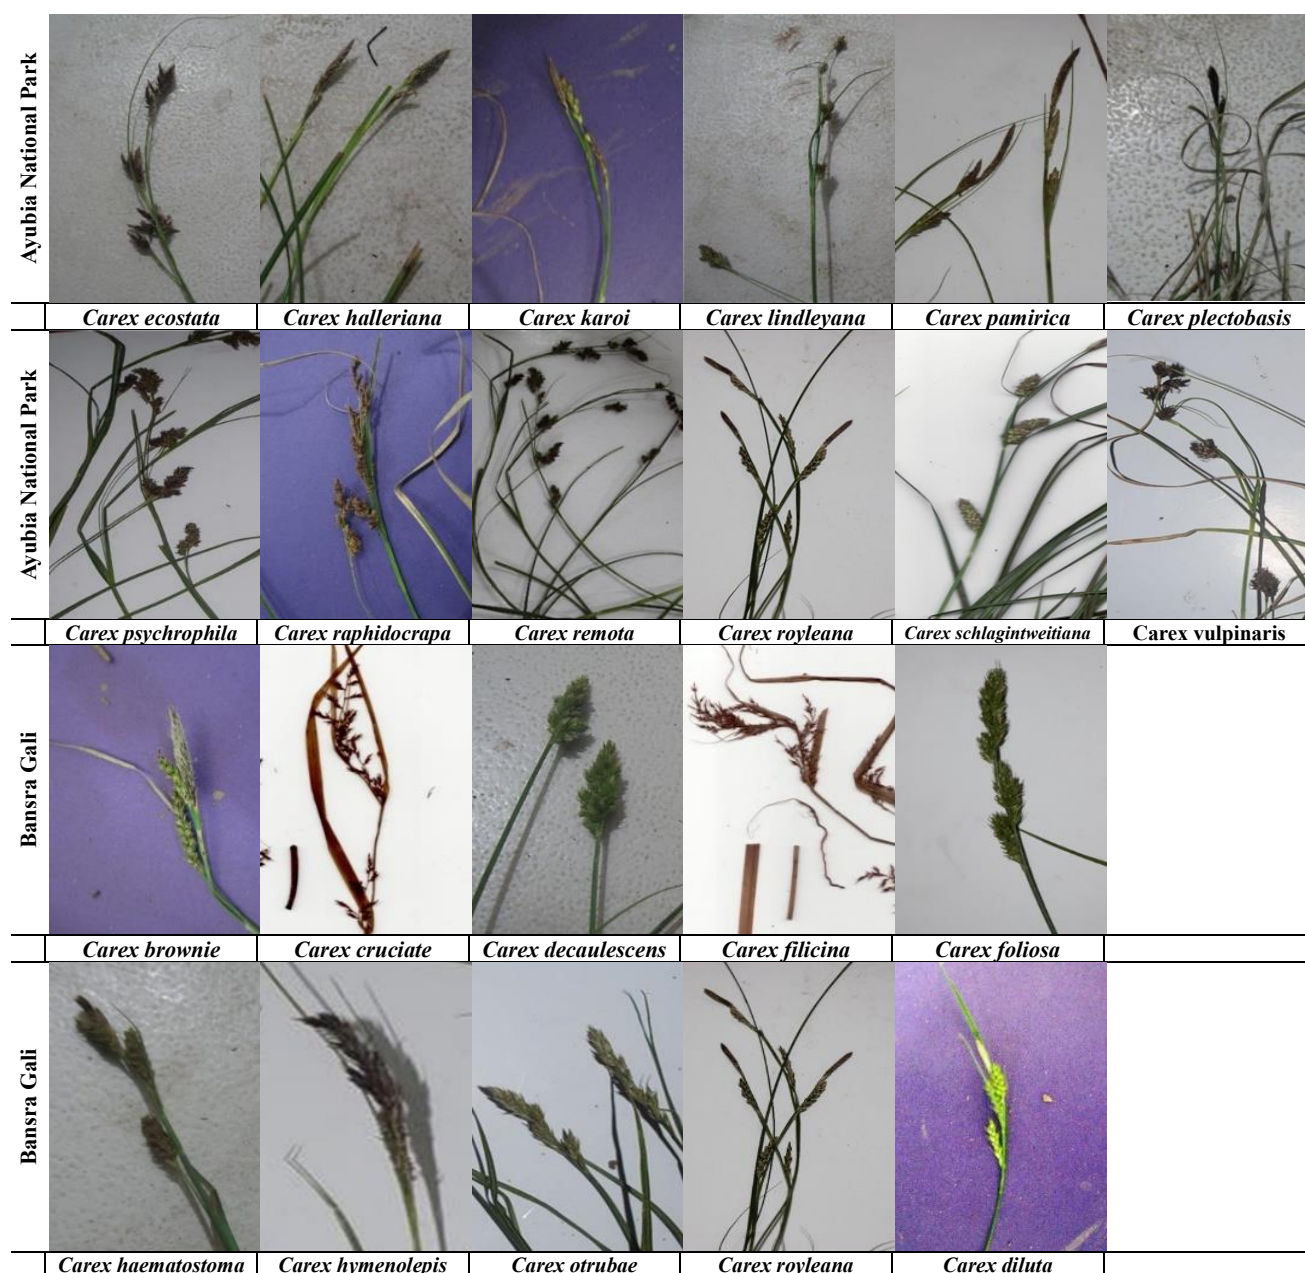 Ayubia National Park
Carex ecostata
Carex halleriana
Carex karoi
Carex lindleyana
Carex pamirica
Carex plectobasis
Ayubia National Park
Carex psychrophila
Carex raphidocrapa
Carex remota
Carex royleana
Carex schlagintweitiana
Carex vulpinaris
Bansra Gali
Carex brownie
Carex cruciate
Carex decaulescens
Carex filicina
Carex foliosa
Bansra Gali
Carex haematostoma
Carex hymenolepis
Carex otrubae
Carex royleana
Carex diluta